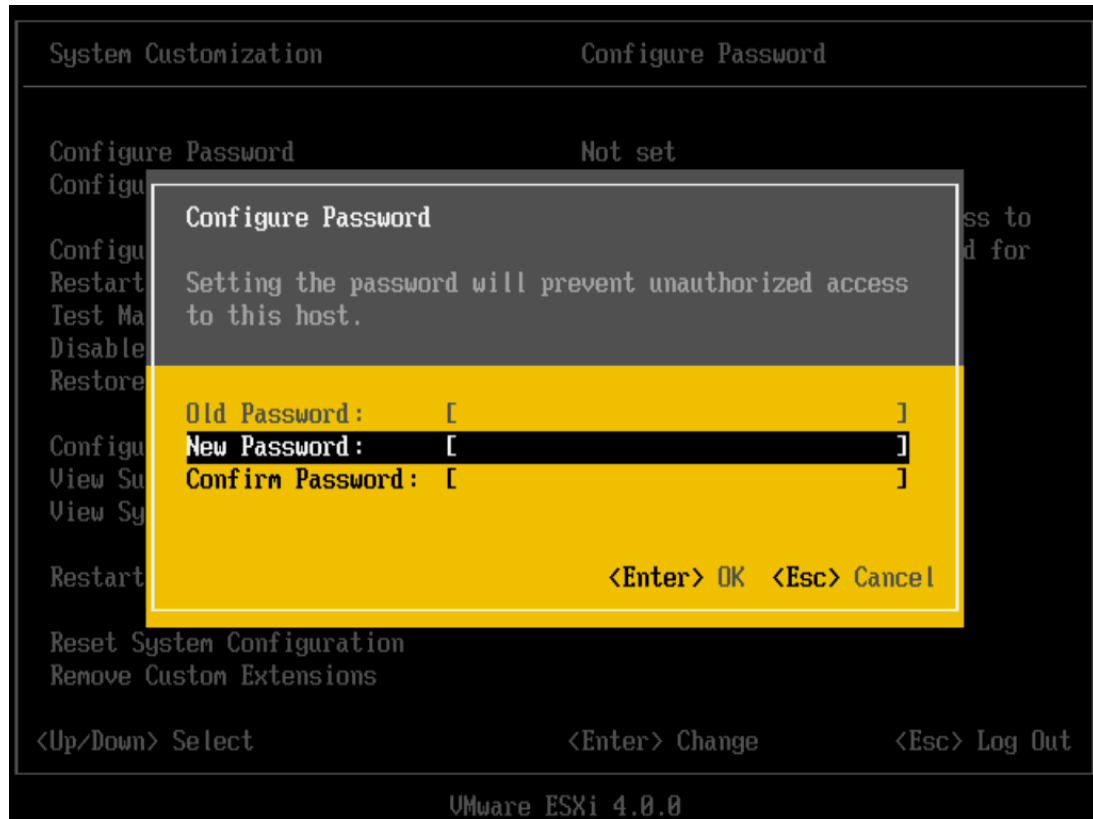 System Customization Configure Password
Configure Password Not set
Configu
Configure Password
ss to
Configu
d for
Restart
Setting the password will prevent unauthorized access
Test Ma
to this host.
Disable
Restore
Old Password: [ ]
Configu
New Password: [ ]
View Su
Confirm Password: [ ]
View Sy
Restart
<Enter> OK <Esc> Cancel
Reset System Configuration
Remove Custom Extensions
<Up/Down> Select <Enter> Change <Esc> Log Out
VMware ESXi 4.0.0